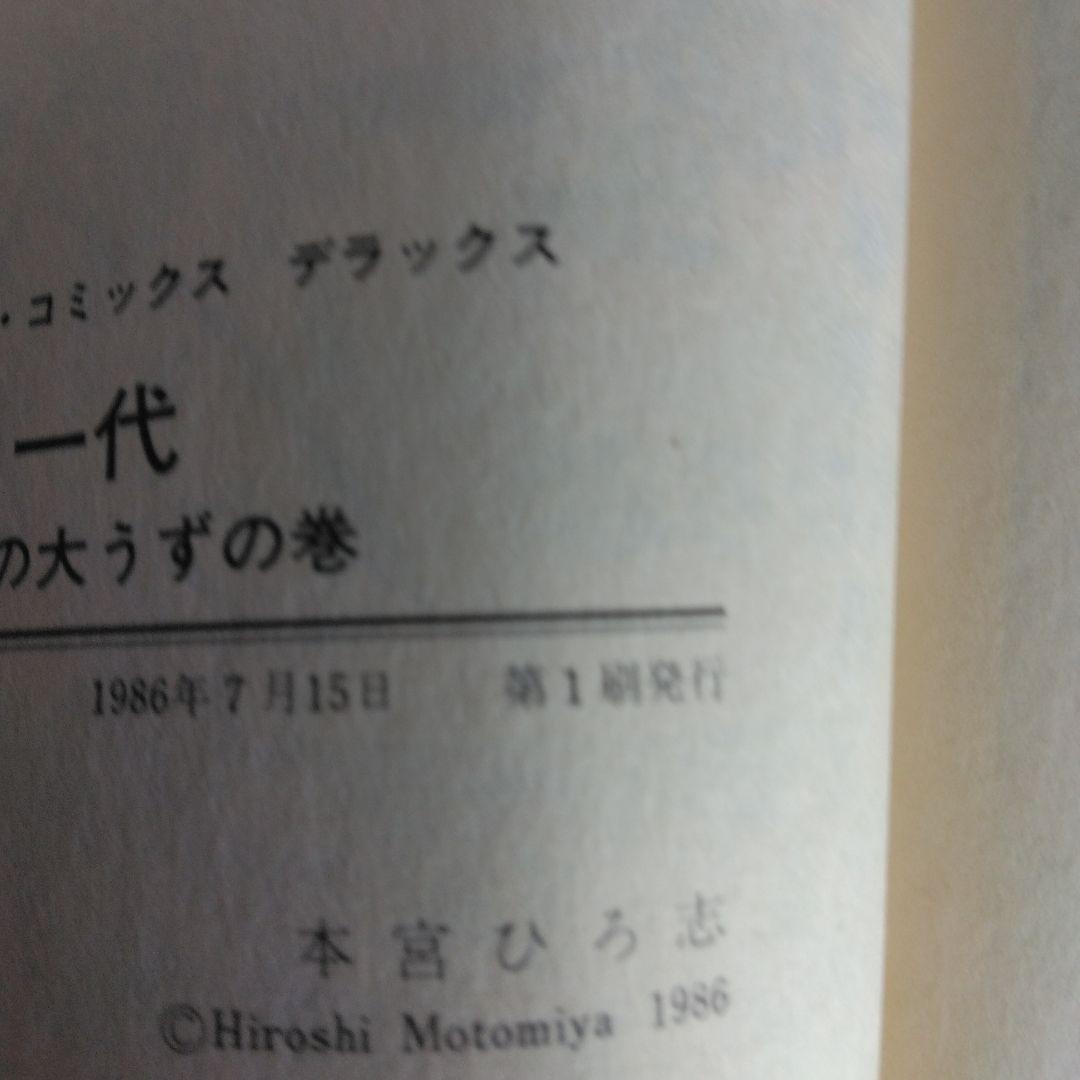 ・コミックス デラックス
一代
の大うずの巻
1986年7月15日 第1刷発行
本宮ひろ志
©Hiroshi Motomiya 1986